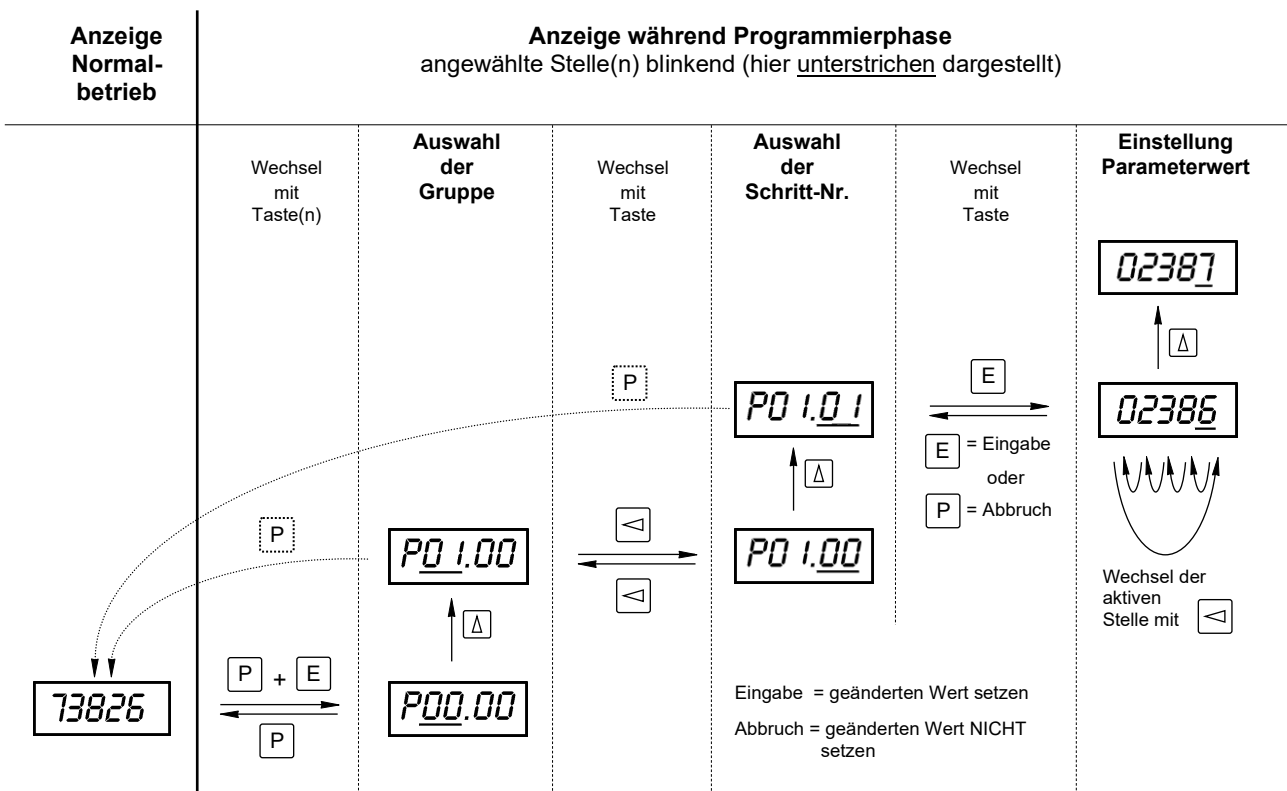 Anzeige
Normal-
betrieb
Anzeige während Programmierphase
angewählte Stelle(n) blinkend (hier unterstrichen dargestellt)
Wechsel
mit
Taste(n)
Auswahl
der
Gruppe
Wechsel
mit
Taste
Auswahl
der
Schritt-Nr.
Wechsel
mit
Taste
Einstellung
Parameterwert
02387
Δ
P
P01.01
E
02386
E = Eingabe
oder
P = Abbruch
Δ
P
P01.00
P01.00
Wechsel der
aktiven
Stelle mit
Δ
73826
P + E
P
P00.00
Eingabe = geänderten Wert setzen
Abbruch = geänderten Wert NICHT
setzen